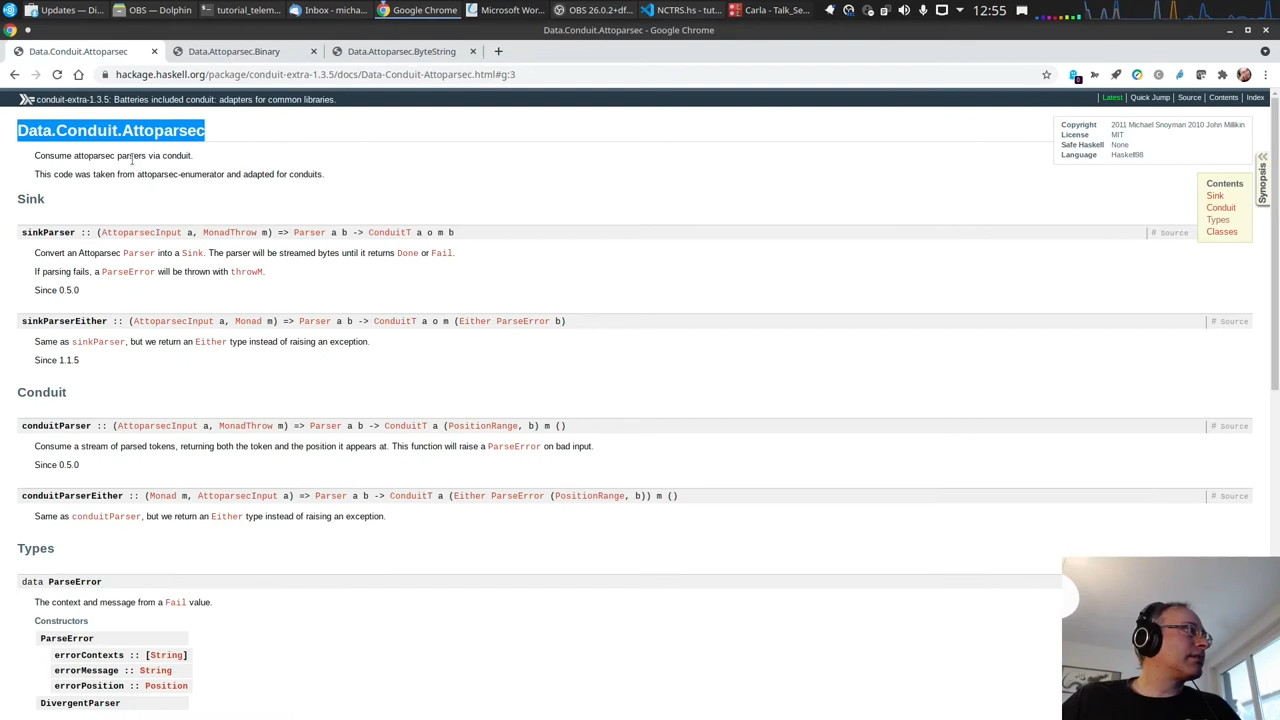 Updates — Di...
OBS — Dolphin
tutorial_telem...
Inbox - micha...
Google Chrome
Microsoft Wor...
OBS 26.0.2+df...
NCTRS.hs - st...
Carla - Talk_Se...
12:55
Data.Conduit.Attoparsec - Google Chrome
Data.Conduit.Attoparsec
Data.Attoparsec.Binary
Data.Attoparsec.ByteString
hackage.haskell.org/package/conduit-extra-1.3.5/docs/Data-Conduit-Attoparsec.html#g:3
conduit-extra-1.3.5: Batteries included conduit: adapters for common libraries.
Latest | Quick Jump | Source | Contents | Index
Data.Conduit.Attoparsec
Copyright 2011 Michael Snoyman 2010 John Millikin
License MIT
Safe Haskell None
Language Haskell98
Consume attoparsec parsers via conduit.
This code was taken from attoparsec-enumerator and adapted for conduits.
Synopsis
Contents
Sink
Conduit
Types
Classes
Sink
sinkParser :: (AttoparsecInput a, MonadThrow m) => Parser a b -> ConduitT a o m b
# Source
Convert an Attoparsec Parser into a Sink. The parser will be streamed bytes until it returns Done or Fail.
If parsing fails, a ParseError will be thrown with throwM.
Since 0.5.0
sinkParserEither :: (AttoparsecInput a, Monad m) => Parser a b -> ConduitT a o m (Either ParseError b)
# Source
Same as sinkParser, but we return an Either type instead of raising an exception.
Since 1.1.5
Conduit
conduitParser :: (AttoparsecInput a, MonadThrow m) => Parser a b -> ConduitT a (PositionRange, b) m ()
# Source
Consume a stream of parsed tokens, returning both the token and the position it appears at. This function will raise a ParseError on bad input.
Since 0.5.0
conduitParserEither :: (Monad m, AttoparsecInput a) => Parser a b -> ConduitT a (Either ParseError (PositionRange, b)) m ()
# Source
Same as conduitParser, but we return an Either type instead of raising an exception.
Types
data ParseError
The context and message from a Fail value.
Constructors
ParseError
errorContexts :: [String]
errorMessage :: String
errorPosition :: Position
DivergentParser